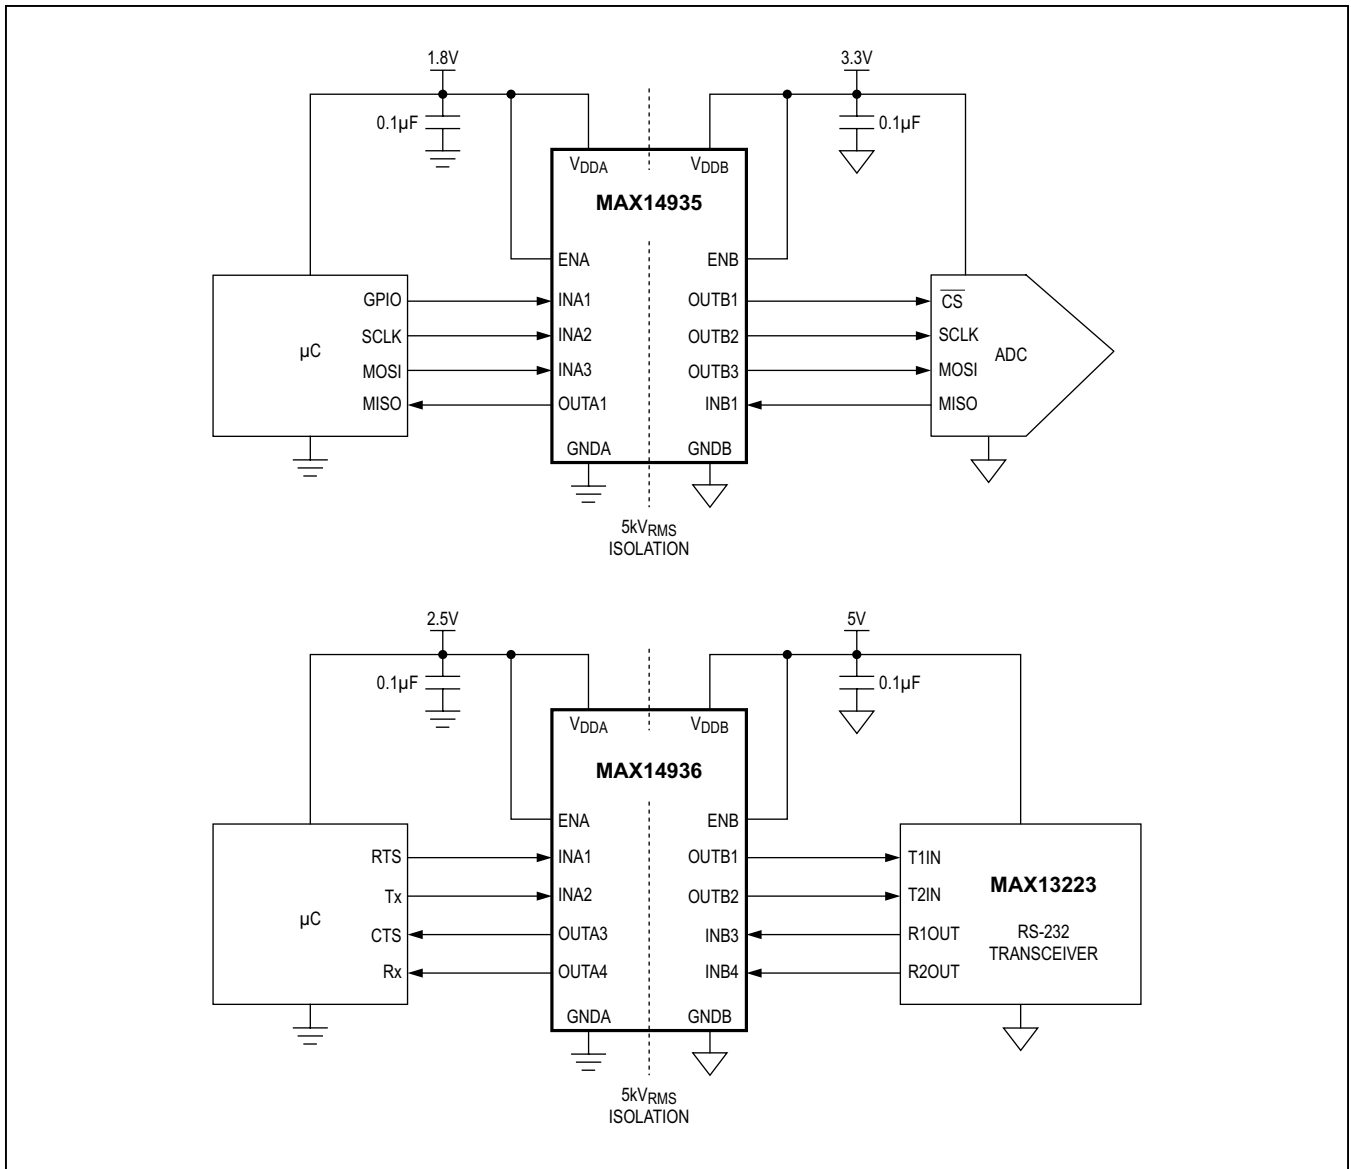 1.8V
3.3V
0.1µF
0.1µF
VDDA
VDDB
MAX14935
ENA
ENB
GPIO
INA1
OUTB1
CS
SCLK
INA2
OUTB2
SCLK
µC
ADC
MOSI
INA3
OUTB3
MOSI
MISO
OUTA1
INB1
MISO
GNDA
GNDB
5kVRMS
ISOLATION
2.5V
5V
0.1µF
0.1µF
VDDA
VDDB
MAX14936
ENA
ENB
RTS
INA1
OUTB1
T1IN
MAX13223
Tx
INA2
OUTB2
T2IN
µC
CTS
OUTA3
INB3
R1OUT
RS-232
TRANSCEIVER
Rx
OUTA4
INB4
R2OUT
GNDA
GNDB
5kVRMS
ISOLATION